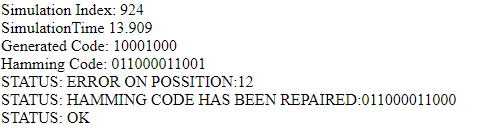 Simulation Index: 924
SimulationTime 13.909
Generated Code: 10001000
Hamming Code: 011000011001
STATUS: ERROR ON POSSITION:12
STATUS: HAMMING CODE HAS BEEN REPAIRED:011000011000
STATUS: OK